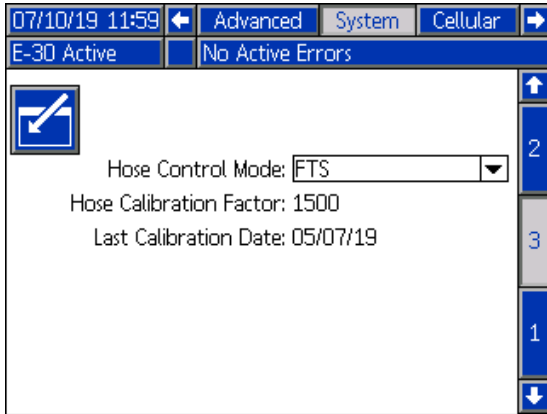 07/10/19 11:59 Advanced System Cellular
E-30 Active No Active Errors
2
Hose Control Mode: FTS
Hose Calibration Factor: 1500
Last Calibration Date: 05/07/19
3
1